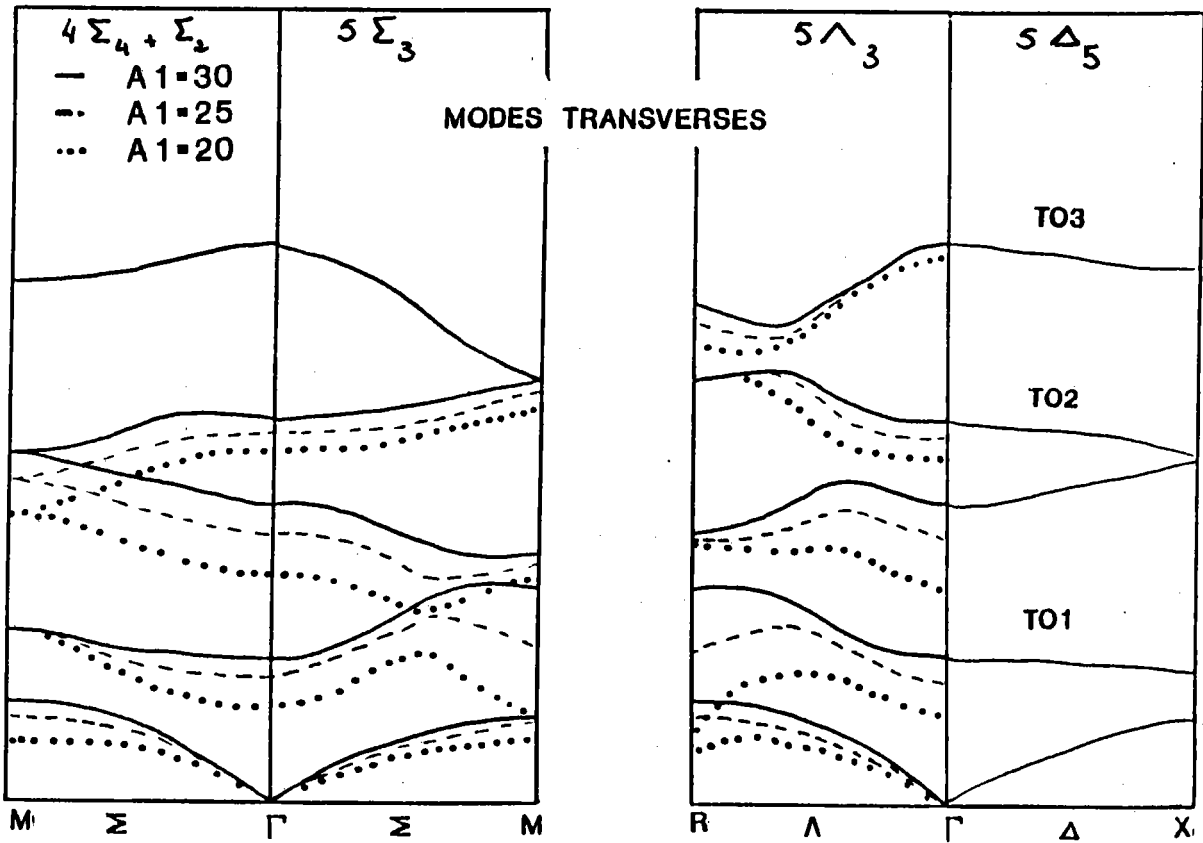 4 Σ₄ + Σ₂
5 Σ₃
— A1=30
-- A1=25
••• A1=20
MODES TRANSVERSES
5 Λ₃
5 Δ₅
TO3
TO2
TO1
M Σ Γ Σ M
R Λ Γ Δ X